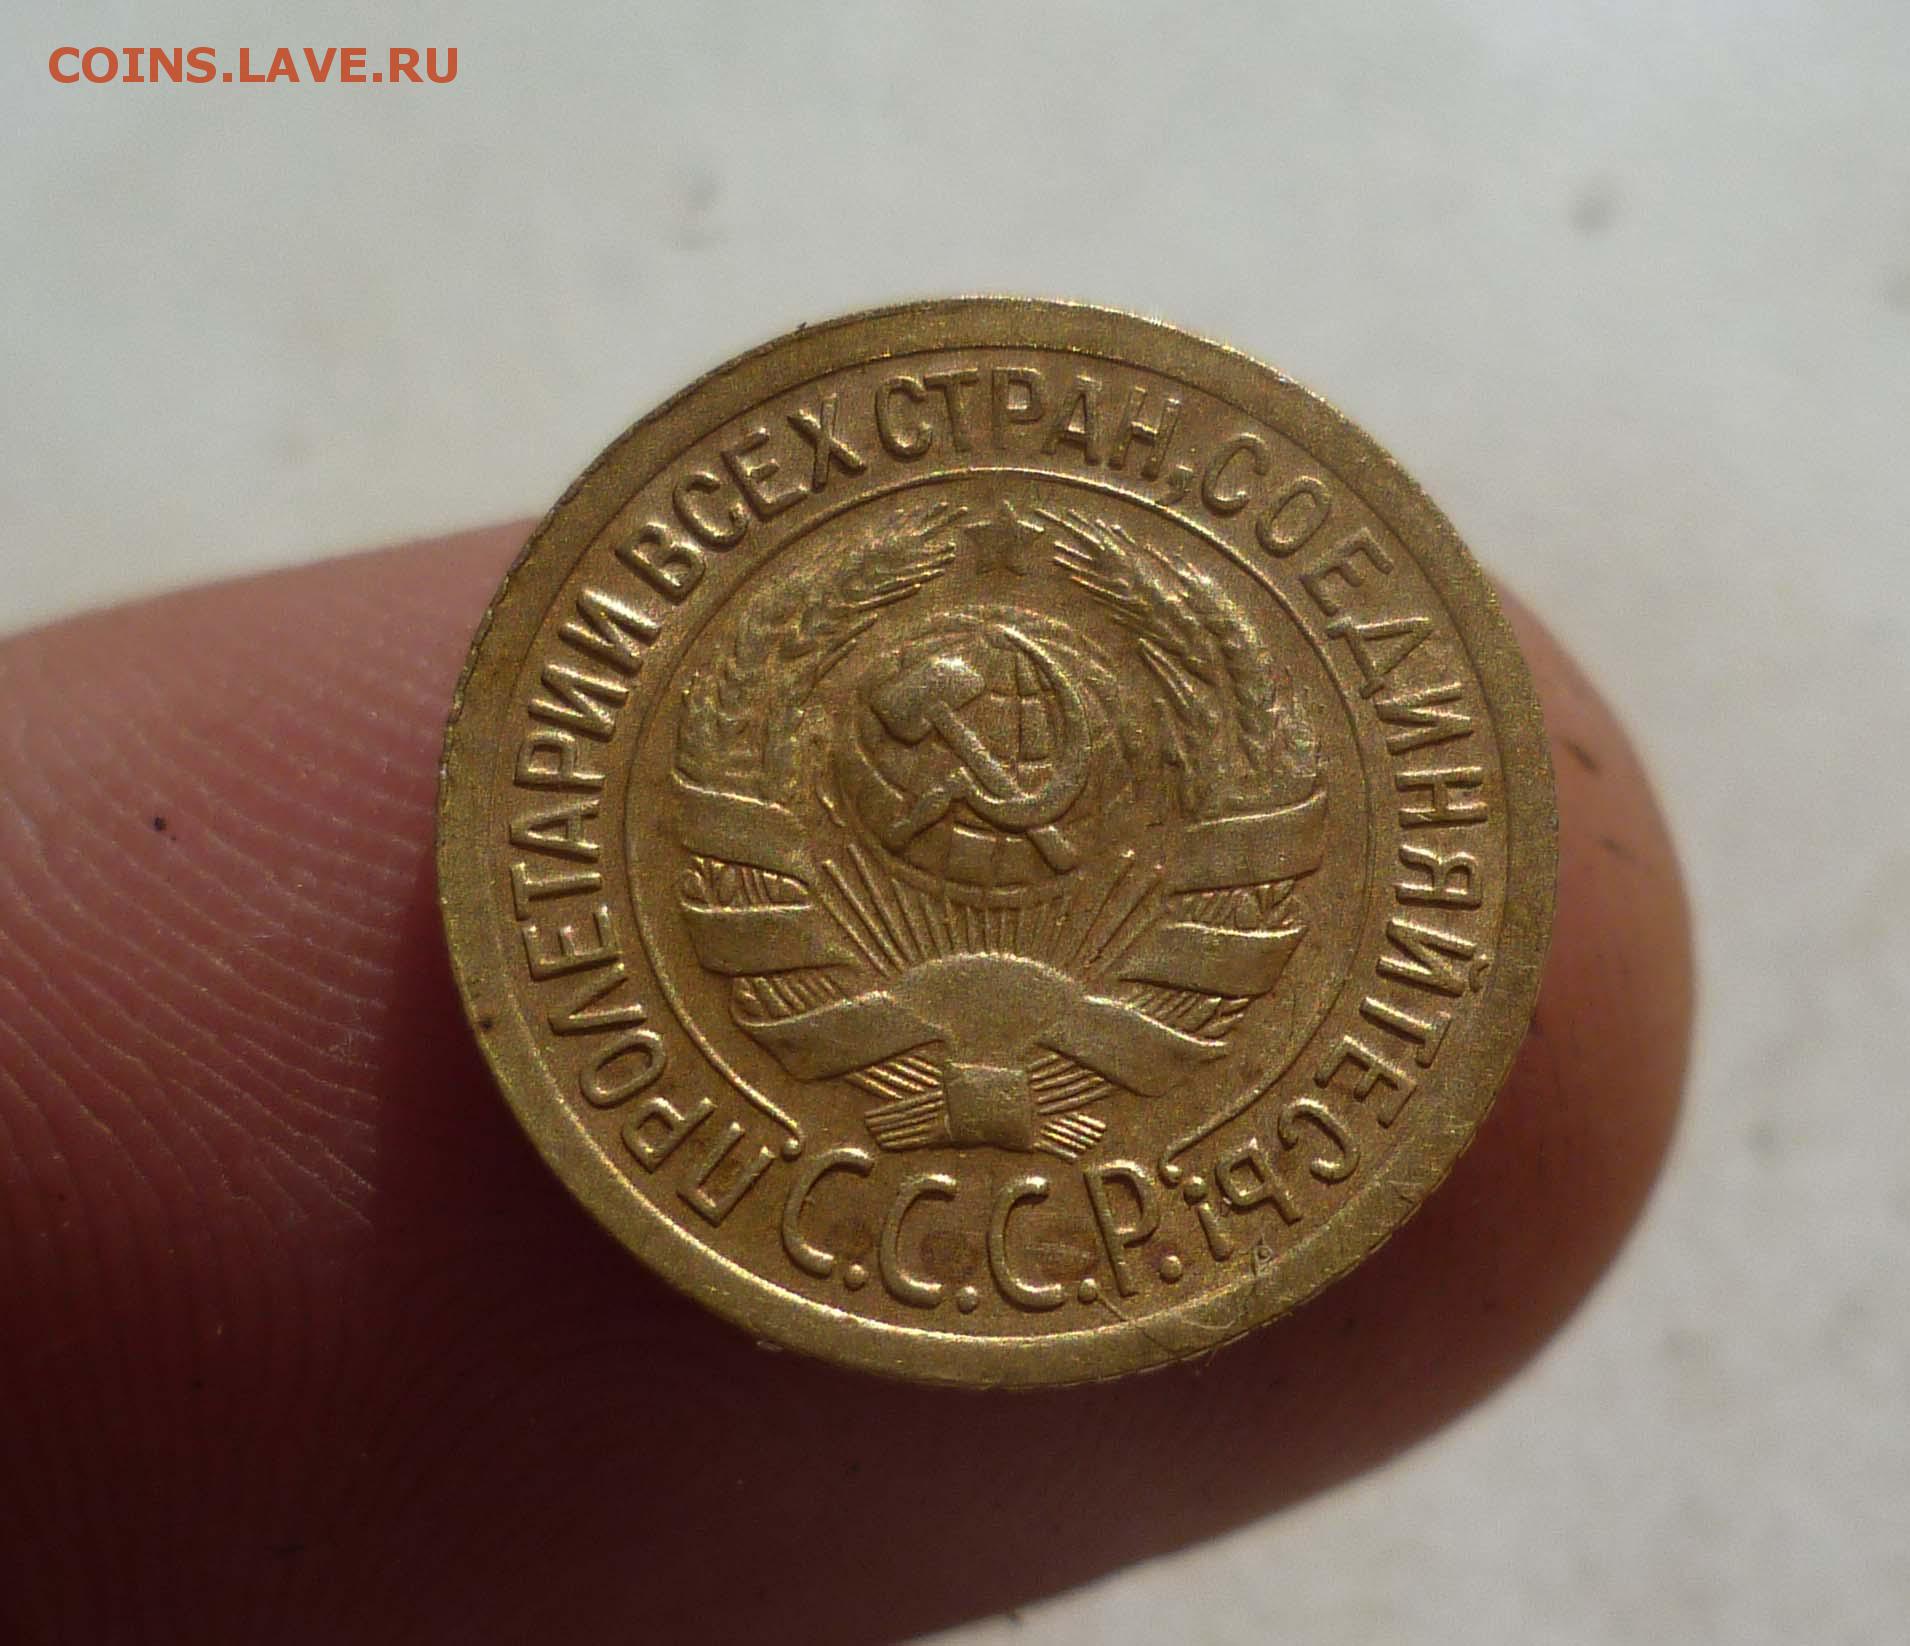 COINS.LAVE.RU
ПРОЛЕТАРИИ ВСЕХ СТРАН, СОЕДИНЯЙТЕСЬ!
С.С.С.Р.